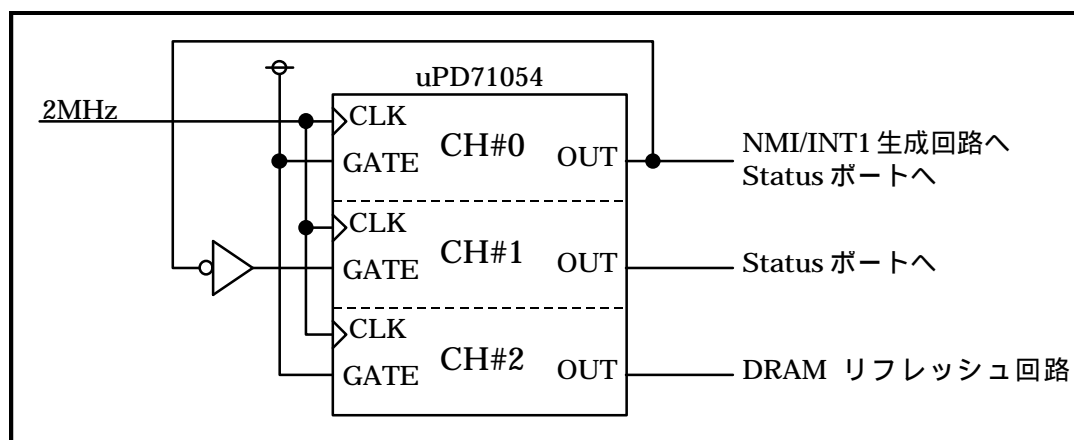 uPD71054
2MHz
CLK
GATE
CH#0
OUT
NMI/INT1 生成回路へ
Status ポートへ
CLK
GATE
CH#1
OUT
Status ポートへ
CLK
GATE
CH#2
OUT
DRAM リフレッシュ回路